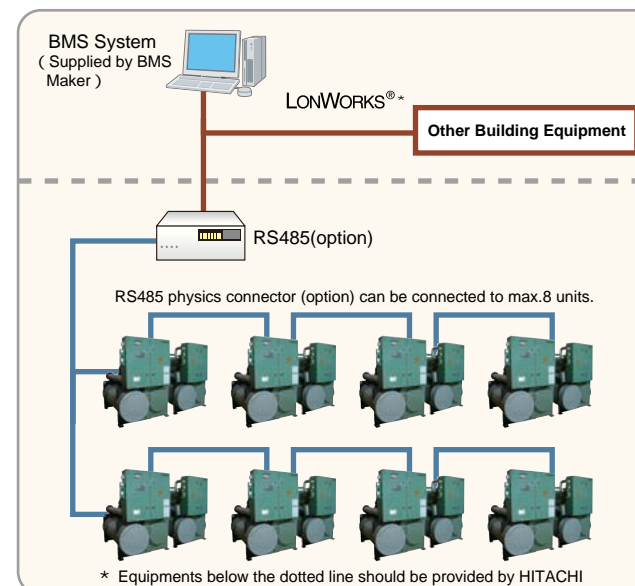 BMS System
( Supplied by BMS
Maker )
LONWORKS® *
Other Building Equipment
RS485(option)
RS485 physics connector (option) can be connected to max.8 units.
* Equipments below the dotted line should be provided by HITACHI